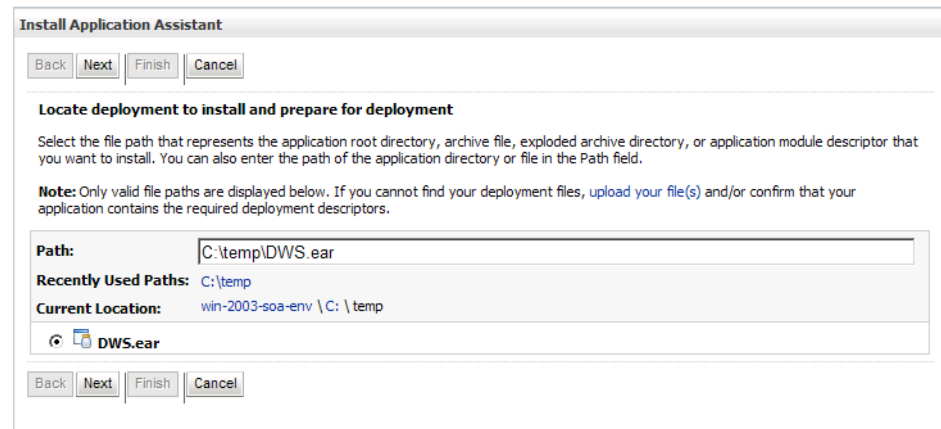 Install Application Assistant
Back Next Finish Cancel
Locate deployment to install and prepare for deployment
Select the file path that represents the application root directory, archive file, exploded archive directory, or application module descriptor that
you want to install. You can also enter the path of the application directory or file in the Path field.
Note: Only valid file paths are displayed below. If you cannot find your deployment files, upload your file(s) and/or confirm that your
application contains the required deployment descriptors.
Path: C:\temp\DWS.ear
Recently Used Paths: C:\temp
Current Location: win-2003-soa-env \ C: \ temp
DWS.ear
Back Next Finish Cancel